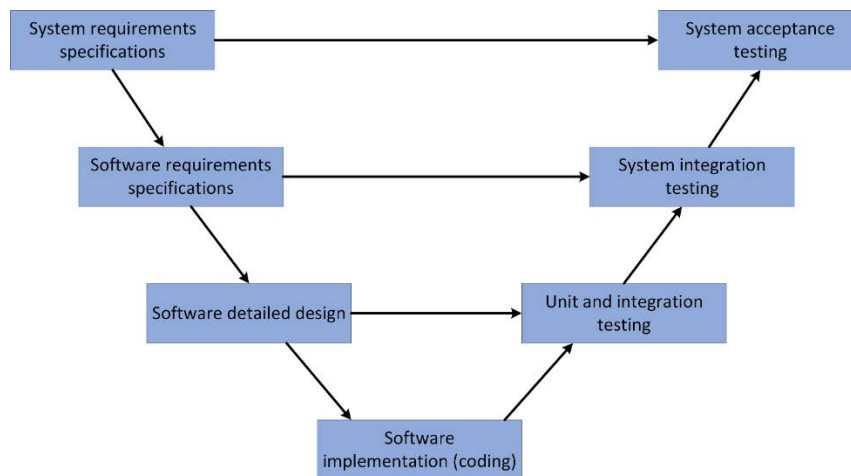 System requirements
specifications
System acceptance
testing
Software requirements
specifications
System integration
testing
Software detailed design
Unit and integration
testing
Software
implementation (coding)